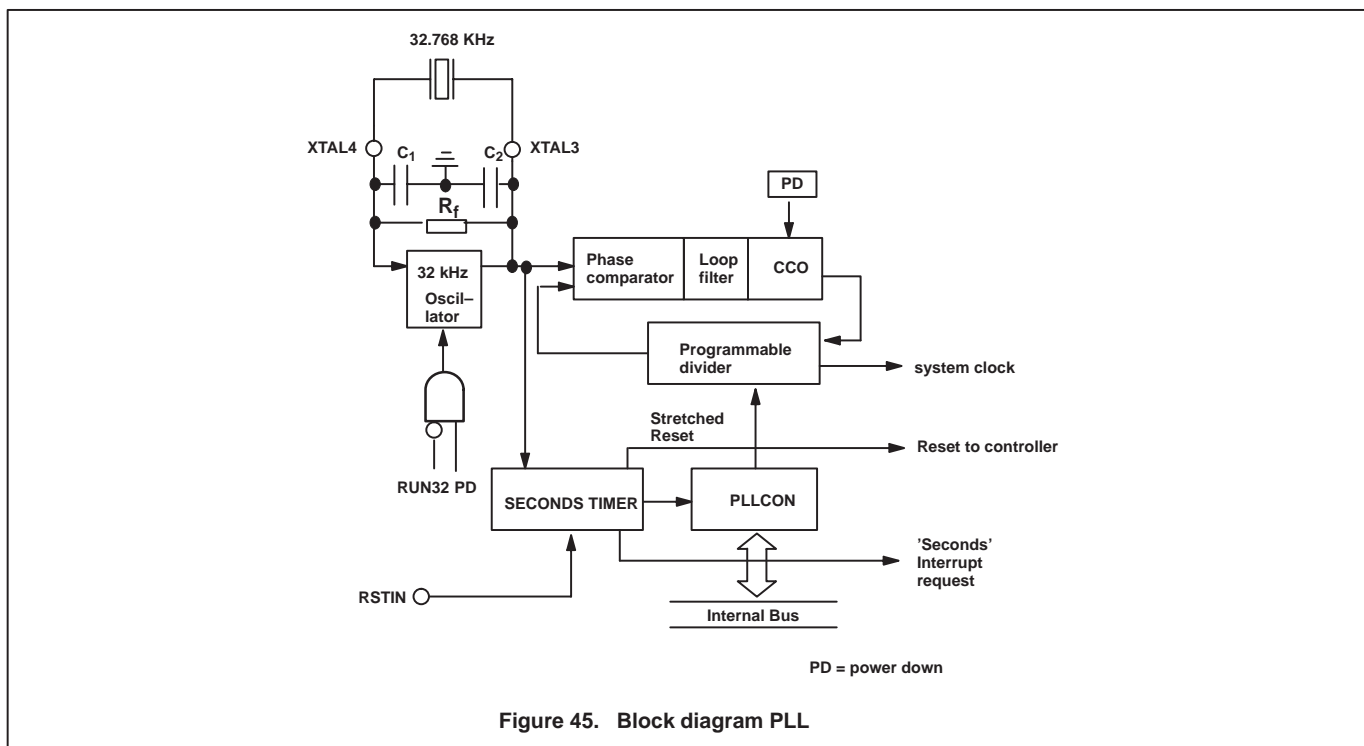 32.768 KHz
XTAL4
C1
C2
XTAL3
Rf
PD
32 kHz
Oscil–
lator
Phase
comparator
Loop
filter
CCO
Programmable
divider
system clock
Stretched
Reset
Reset to controller
RUN32 PD
SECONDS TIMER
PLLCON
'Seconds'
Interrupt
request
RSTIN
Internal Bus
PD = power down
Figure 45. Block diagram PLL